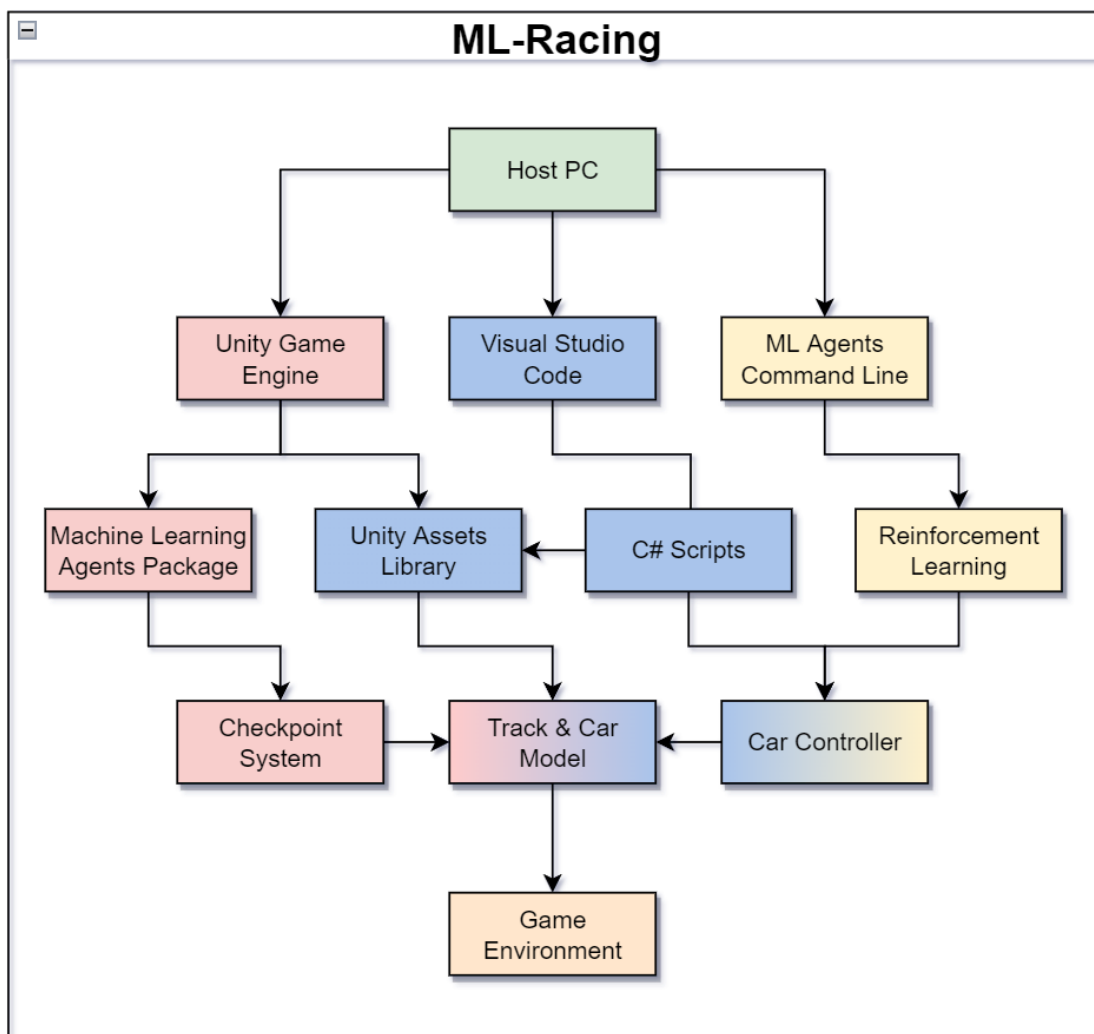 ML-Racing
Host PC
Unity Game
Engine
Visual Studio
Code
ML Agents
Command Line
Machine Learning
Agents Package
Unity Assets
Library
C# Scripts
Reinforcement
Learning
Checkpoint
System
Track & Car
Model
Car Controller
Game
Environment